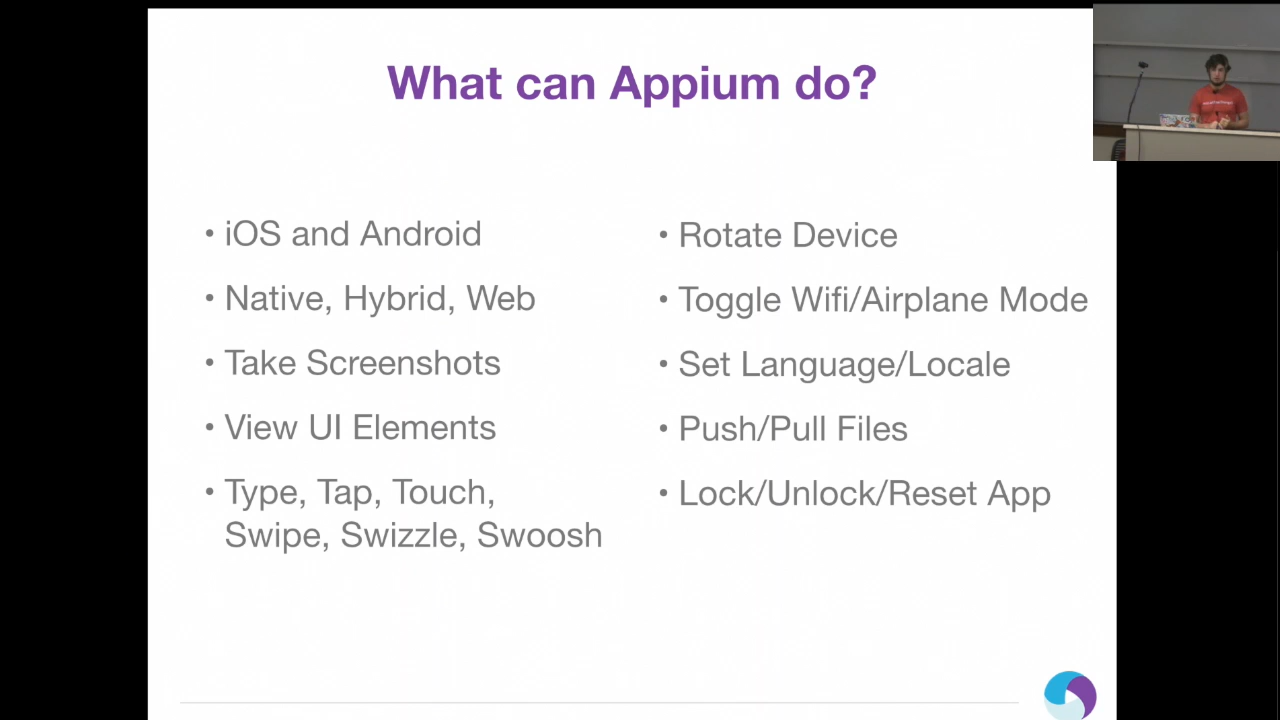 What can Appium do?
• iOS and Android
• Native, Hybrid, Web
• Take Screenshots
• View UI Elements
• Type, Tap, Touch,
Swipe, Swizzle, Swoosh
• Rotate Device
• Toggle Wifi/Airplane Mode
• Set Language/Locale
• Push/Pull Files
• Lock/Unlock/Reset App